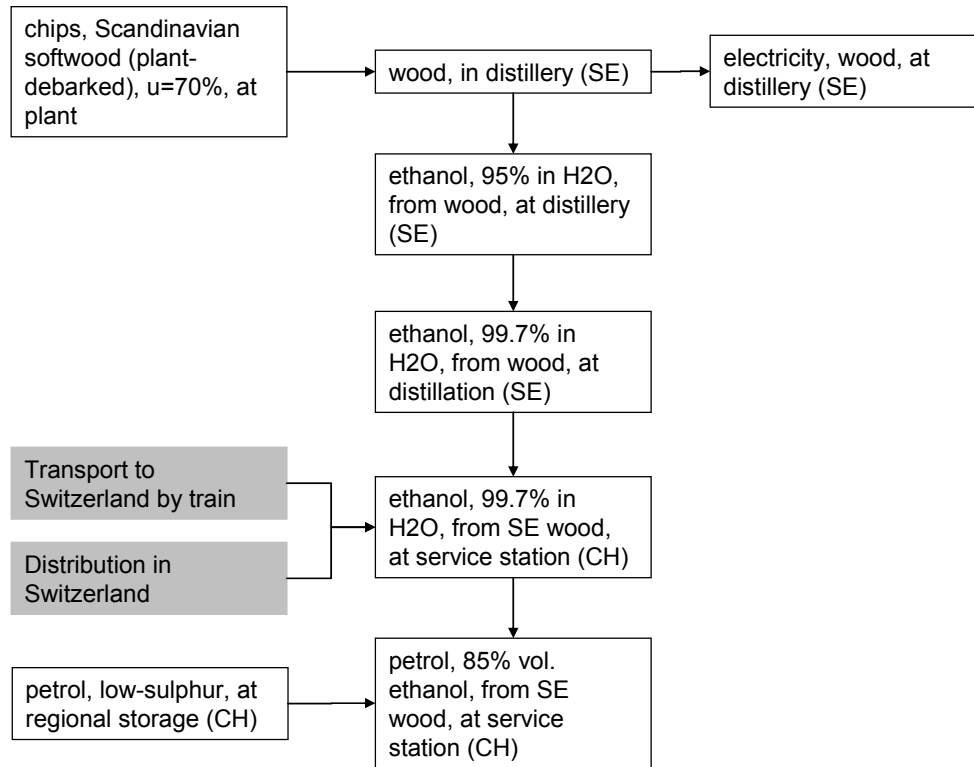 chips, Scandinavian
softwood (plant-
debarked), u=70%, at
plant
wood, in distillery (SE)
electricity, wood, at
distillery (SE)
ethanol, 95% in H2O,
from wood, at distillery
(SE)
ethanol, 99.7% in
H2O, from wood, at
distillation (SE)
Transport to
Switzerland by train
ethanol, 99.7% in
H2O, from SE wood,
at service station (CH)
Distribution in
Switzerland
petrol, low-sulphur, at
regional storage (CH)
petrol, 85% vol.
ethanol, from SE
wood, at service
station (CH)